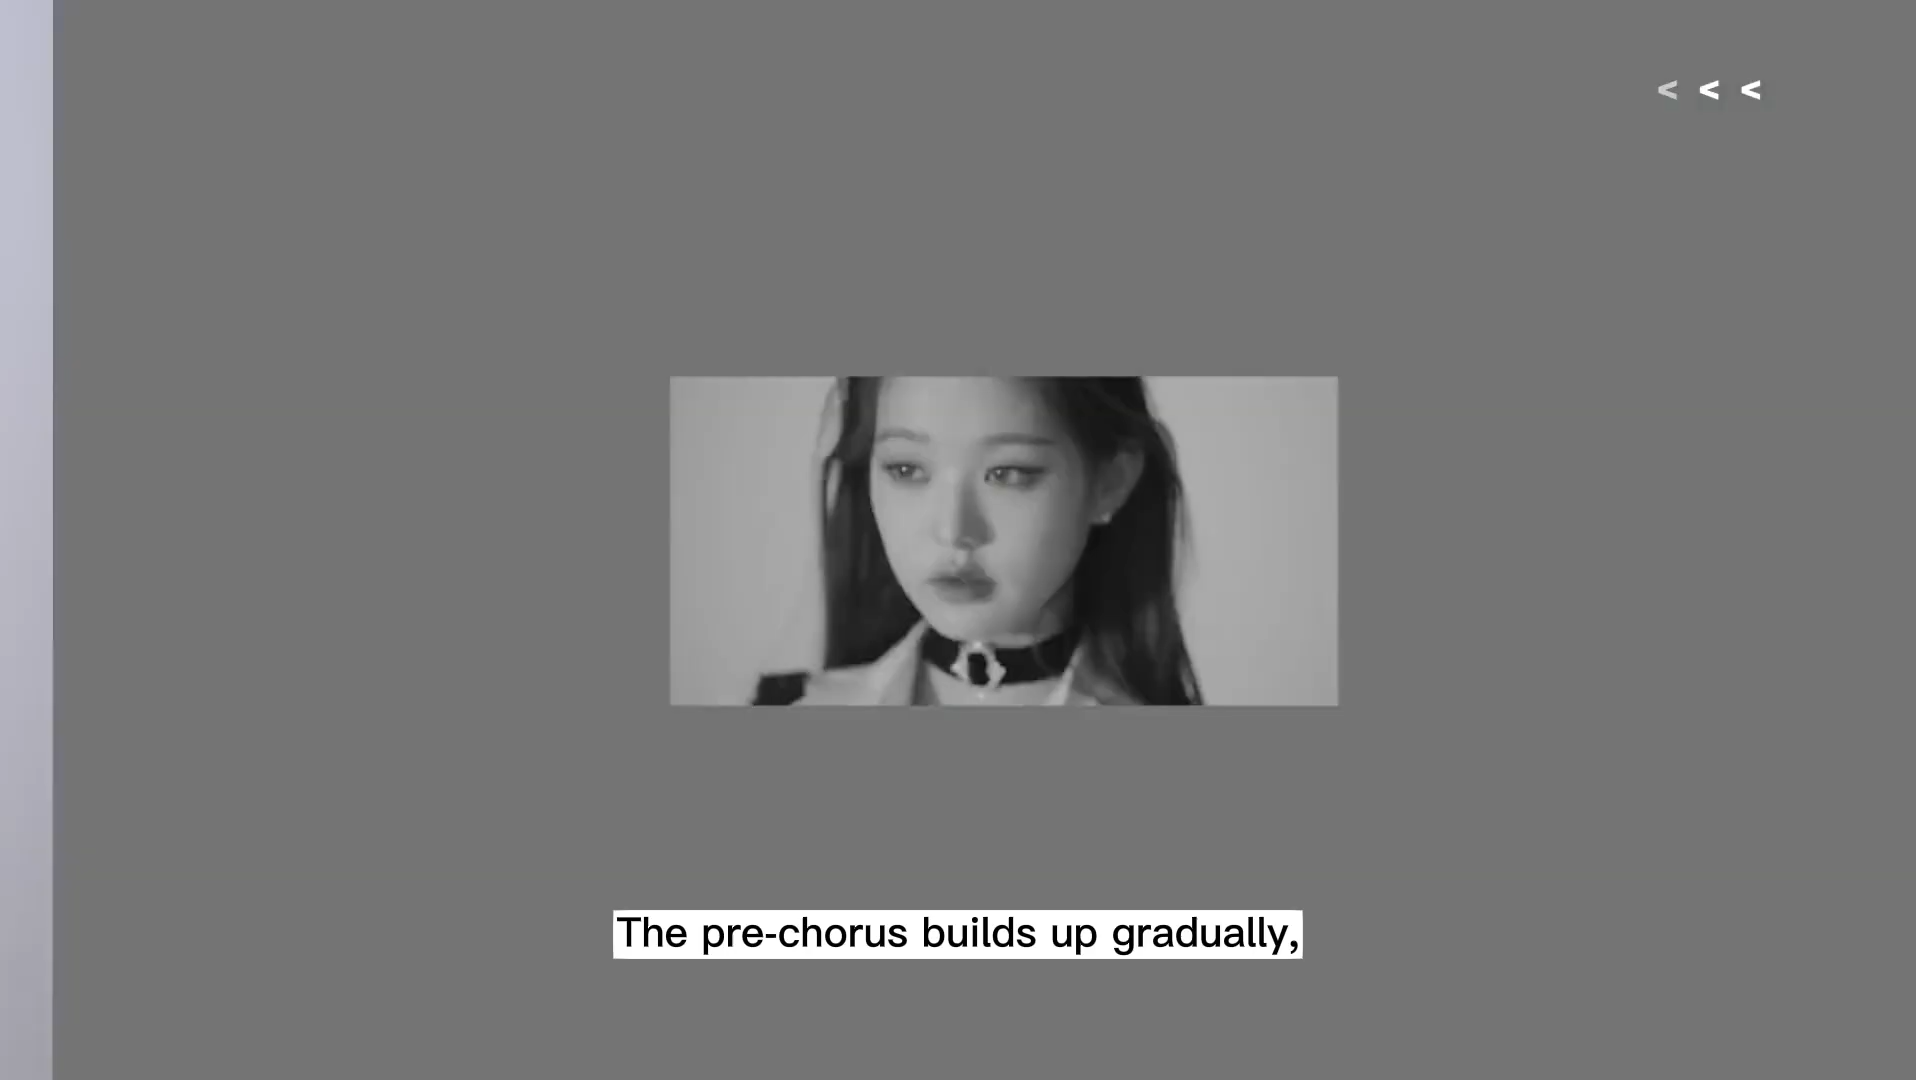 < < <
The pre-chorus builds up gradually,